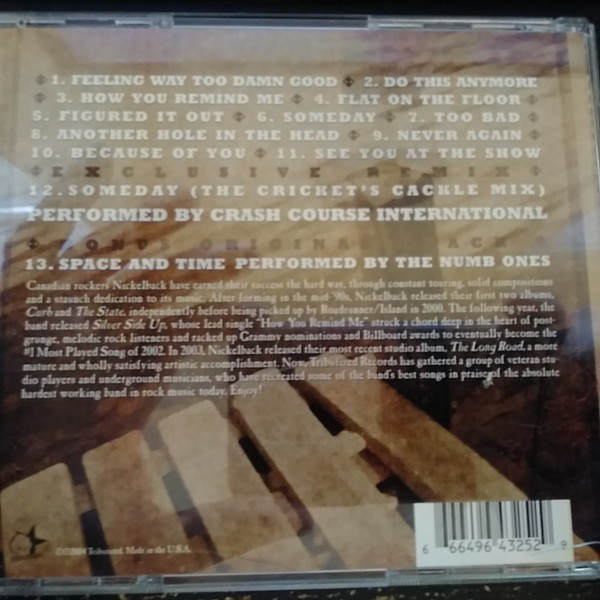 1. FEELING WAY TOO DAMN GOOD 2. DO THIS ANYMORE
3. HOW YOU REMIND ME 4. FLAT ON THE FLOOR
5. FIGURED IT OUT 6. SOMEDAY 7. TOO BAD
8. ANOTHER HOLE IN THE HEAD 9. NEVER AGAIN
10. BECAUSE OF YOU 11. SEE YOU AT THE SHOW
EXCLUSIVE REMIX
12. SOMEDAY (THE CRICKET'S CACKLE MIX)
PERFORMED BY CRASH COURSE INTERNATIONAL
BONUS ORIGINAL TRACK
13. SPACE AND TIME PERFORMED BY THE NUMB ONES
Canadian rockers Nickelback have earned their success the hard way, through constant touring, solid compositions
and a staunch dedication to its music. After forming in the mid-'90s, Nickelback released their first two albums,
Curb and The State, independently before being picked up by Roadrunner/Island in 2000. The following year, the
band released Silver Side Up, whose lead single "How You Remind Me" struck a chord deep in the heart of post-
grunge, melodic rock listeners and racked up Grammy nominations and Billboard awards to eventually become the
#1 Most Played Song of 2002. In 2003, Nickelback released their most recent studio album, The Long Road, a more
mature and wholly satisfying artistic accomplishment. Now, Tributized Records has gathered a group of veteran stu-
dio players and underground musicians, who have recreated some of the band's best songs in praise of the absolute
hardest working band in rock music today. Enjoy!
2004 Tributized. Made in the U.S.A.
6 66496 43252 9